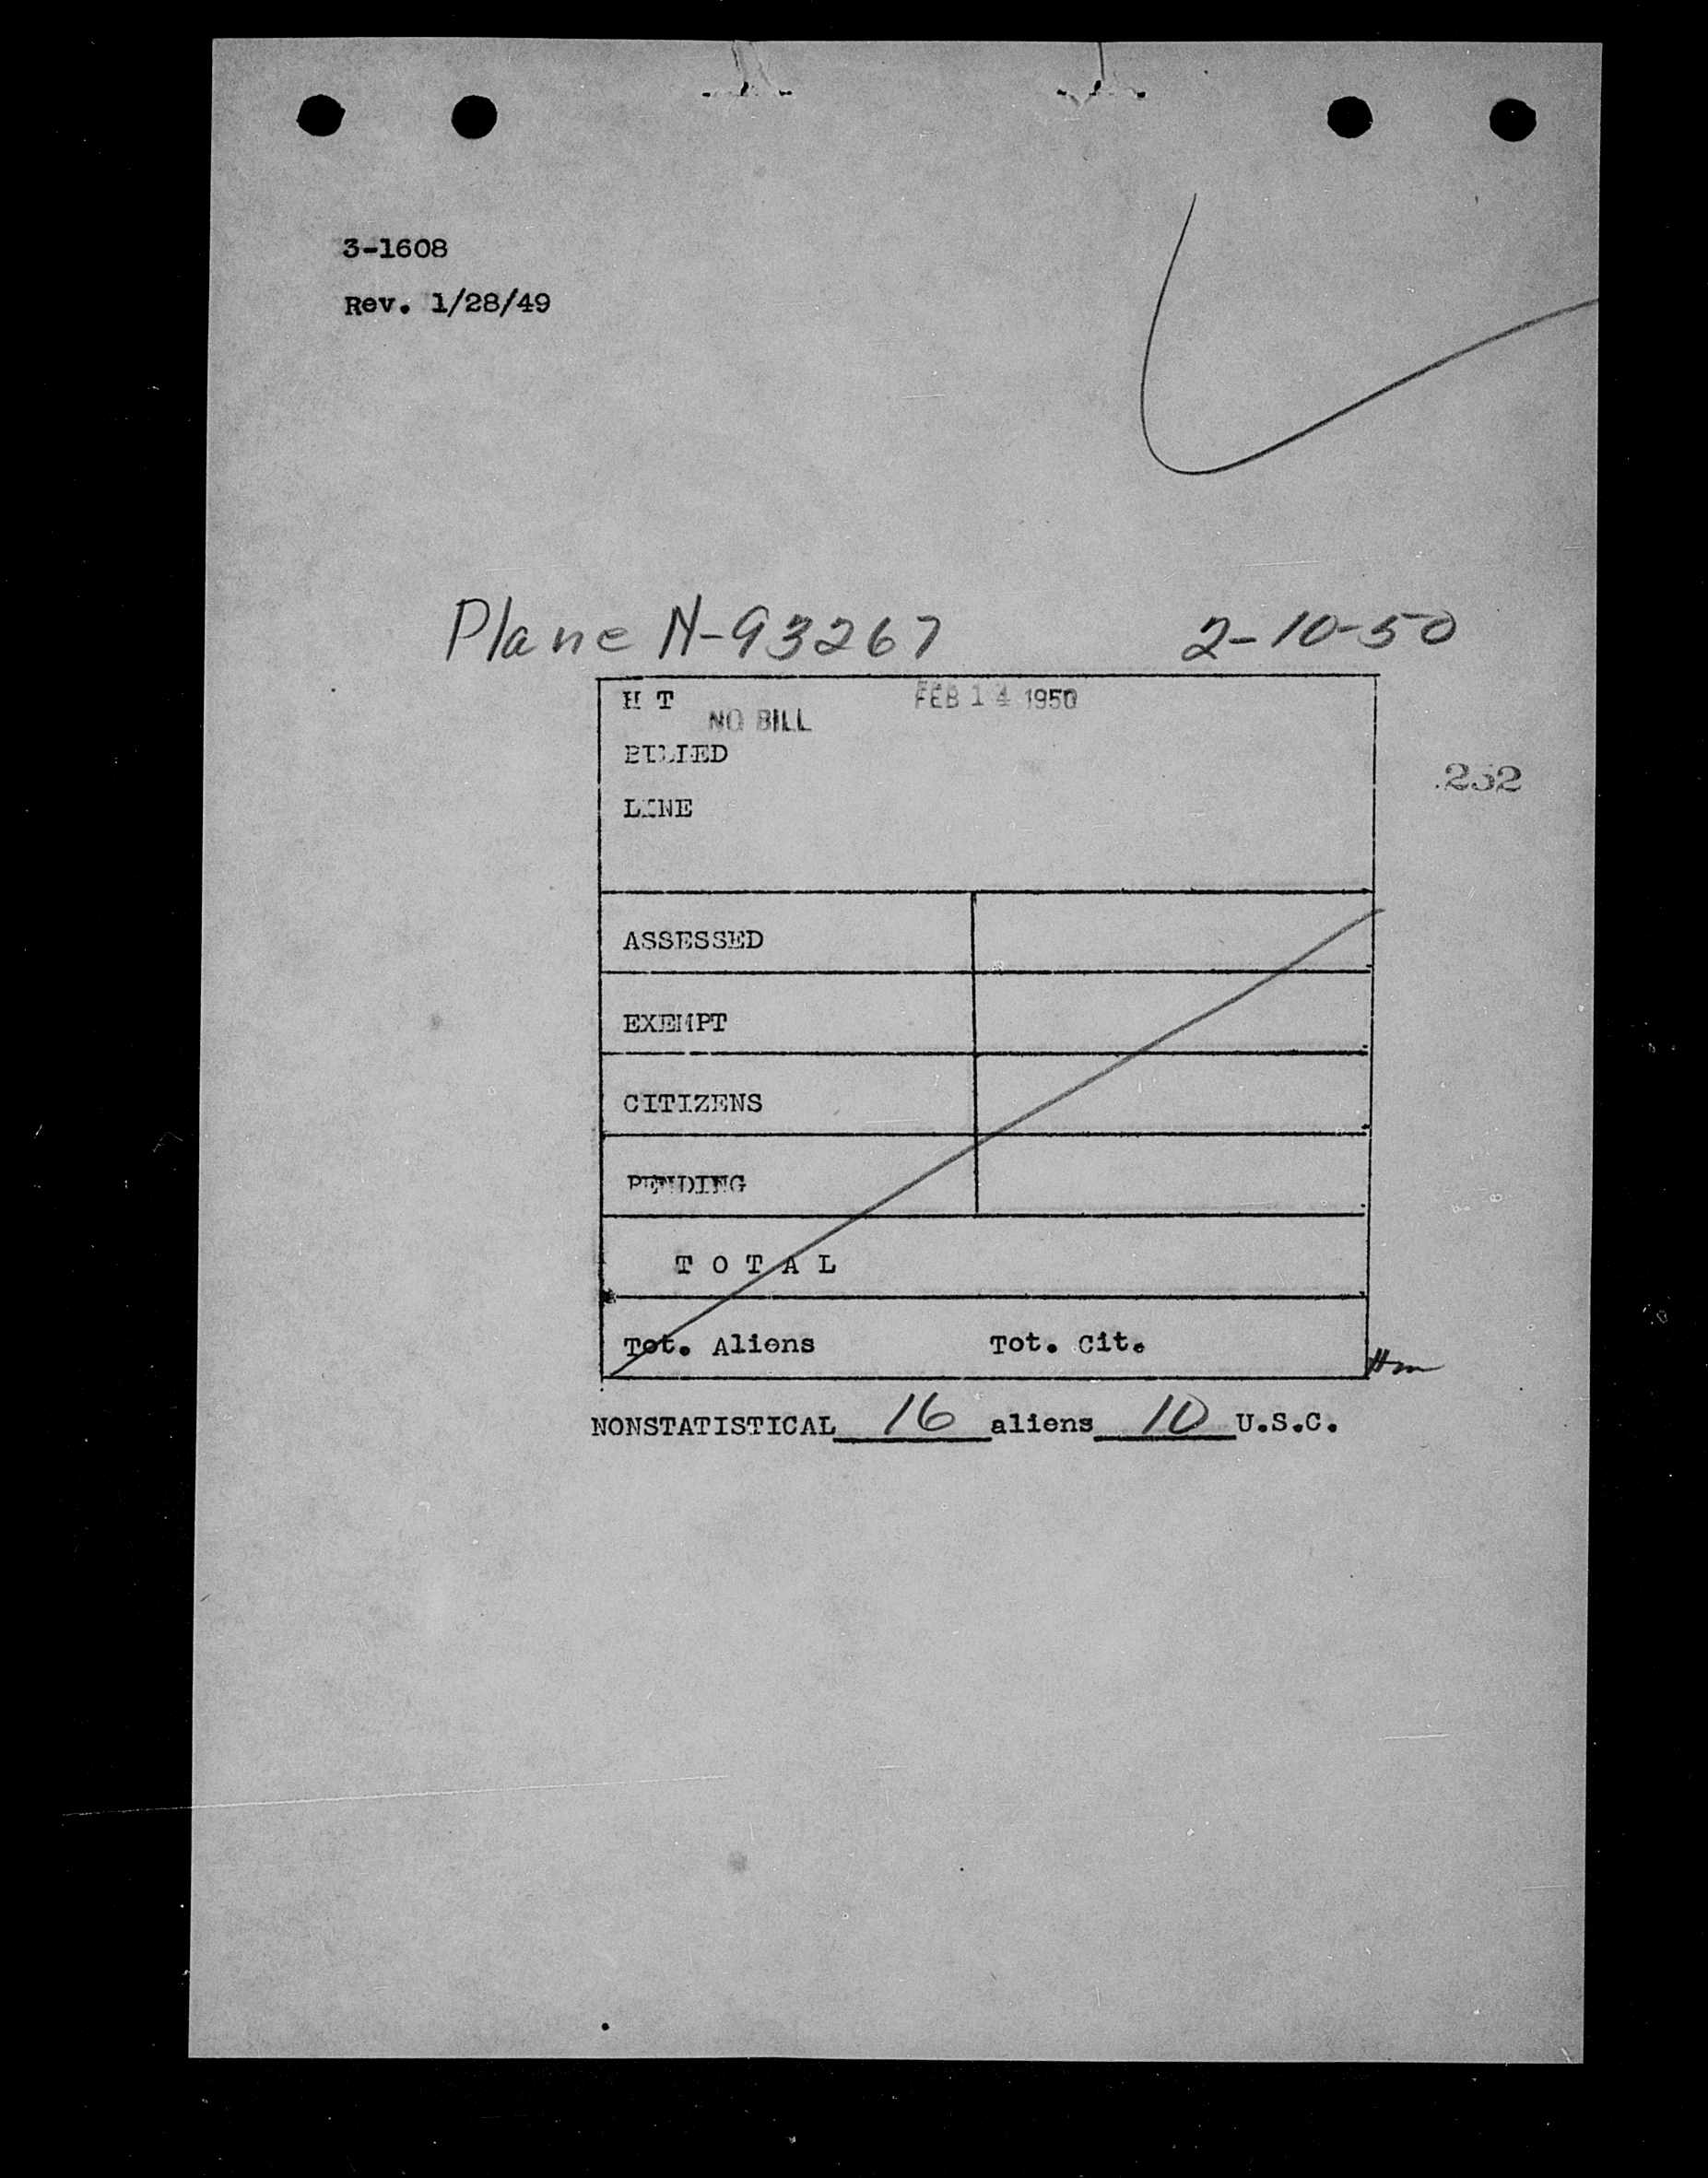 3-1608
Rev. 1/28/49
Plane N-93267 2-10-50
H T FEB 14 1950
NO BILL
BILLED
LINE
252
ASSESSED
EXEMPT
CITIZENS
PENDING
T O T A L
Tot. Aliens Tot. Cit.
NONSTATISTICAL 16 aliens 10 U.S.C.